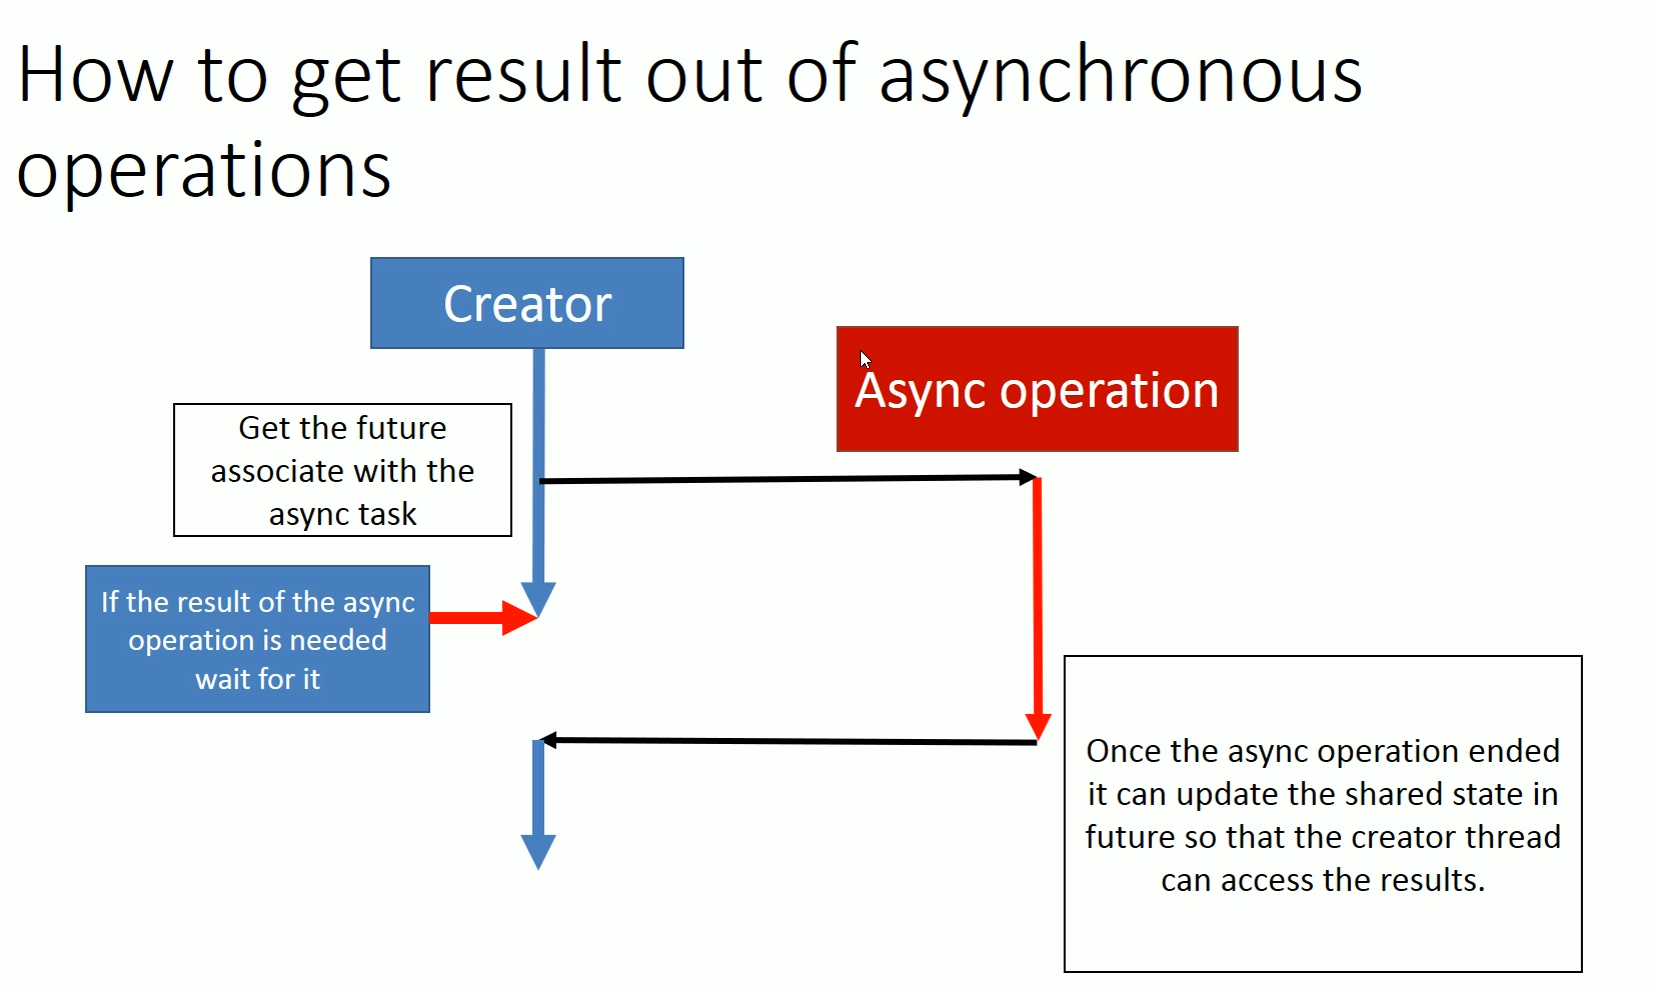 How to get result out of asynchronous
operations
Creator
Async operation
Get the future
associate with the
async task
If the result of the async
operation is needed
wait for it
Once the async operation ended
it can update the shared state in
future so that the creator thread
can access the results.